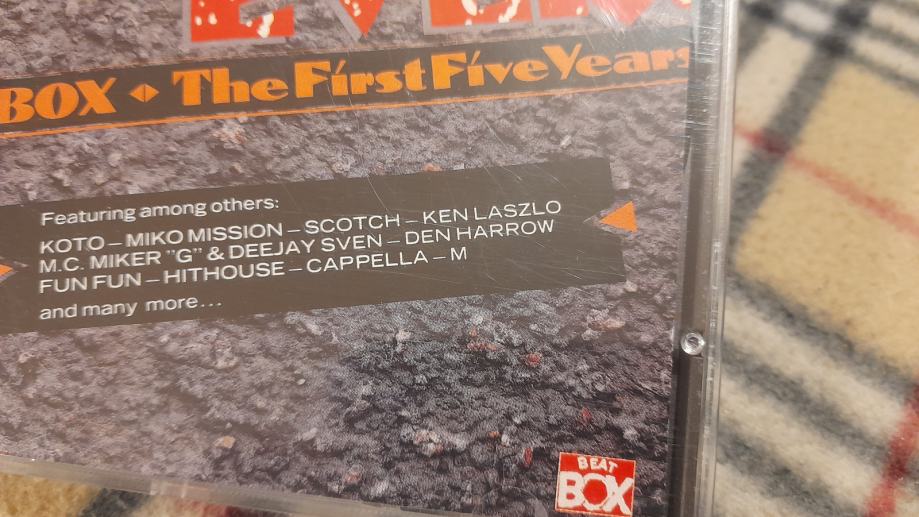 BOX ♦ The First Five Years
Featuring among others:
KOTO – MIKO MISSION – SCOTCH – KEN LASZLO
M.C. MIKER "G" & DEEJAY SVEN – DEN HARROW
FUN FUN – HITHOUSE – CAPPELLA – M
and many more...
BEAT
BOX